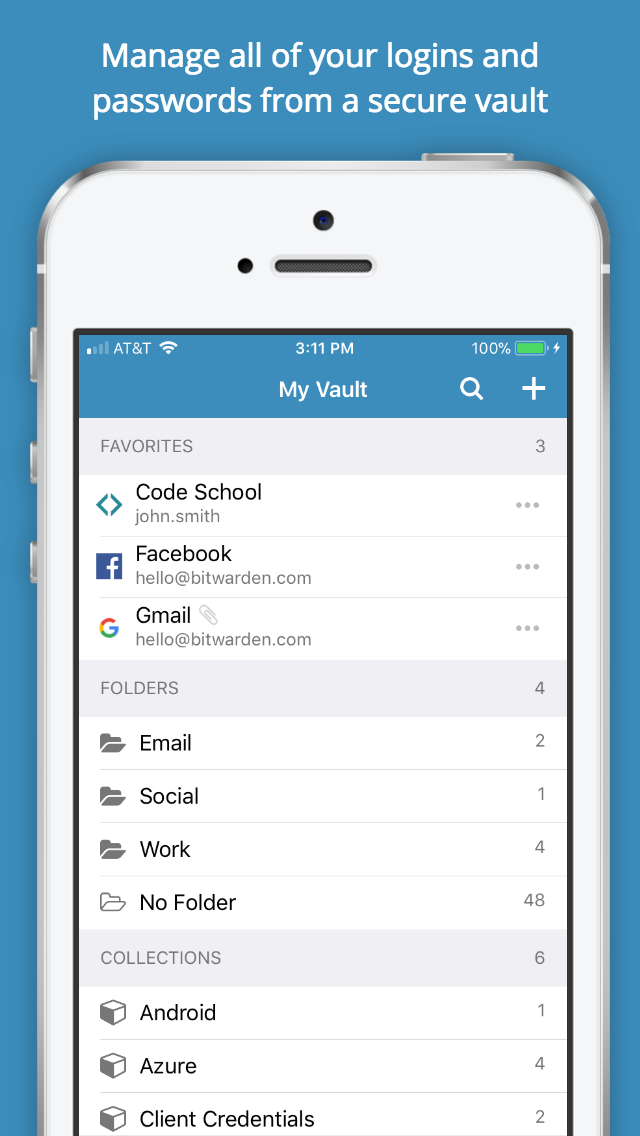 Manage all of your logins and
passwords from a secure vault
AT&T 3:11 PM 100%
My Vault
FAVORITES 3
Code School
john.smith
Facebook
hello@bitwarden.com
Gmail
hello@bitwarden.com
FOLDERS 4
Email 2
Social 1
Work 4
No Folder 48
COLLECTIONS 6
Android 1
Azure 4
Client Credentials 2